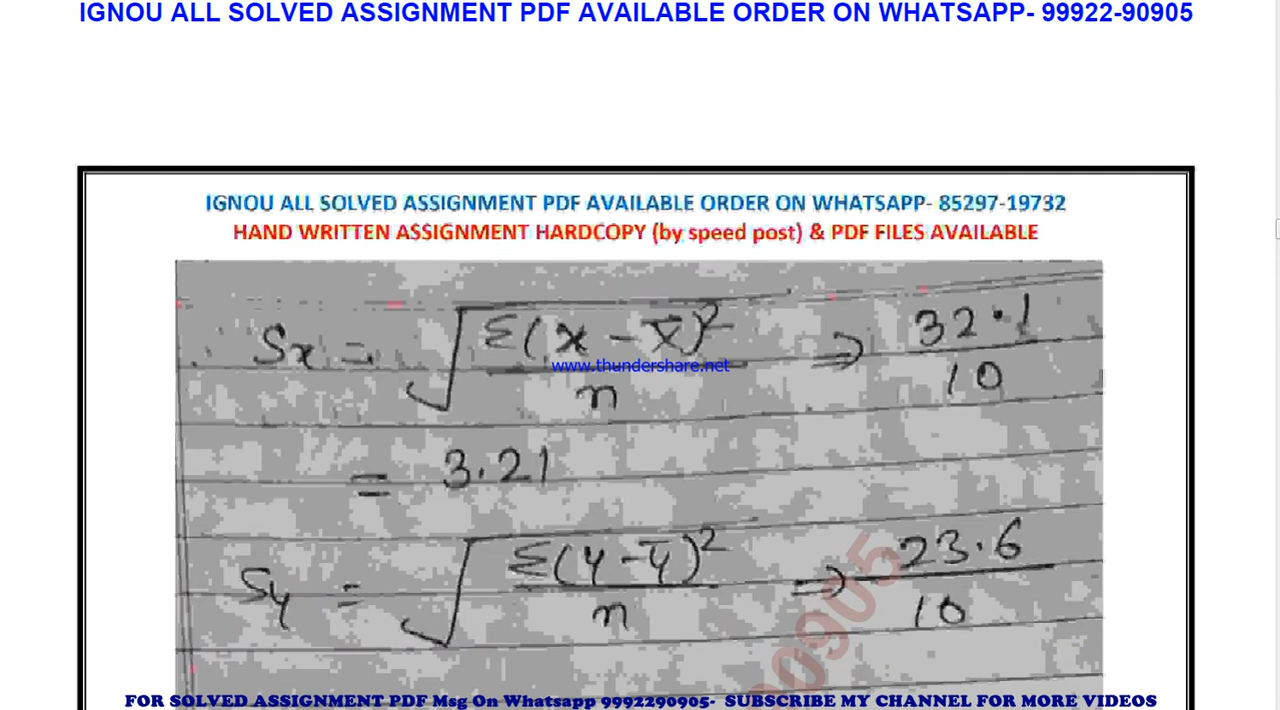 IGNOU ALL SOLVED ASSIGNMENT PDF AVAILABLE ORDER ON WHATSAPP- 99922-90905
IGNOU ALL SOLVED ASSIGNMENT PDF AVAILABLE ORDER ON WHATSAPP- 85297-19732
HAND WRITTEN ASSIGNMENT HARDCOPY (by speed post) & PDF FILES AVAILABLE
Sx = √Σ(x - x̅)²/n ⇒ 32.1/10
www.thundershare.net
= 3.21
Sy = √Σ(y - y̅)²/n ⇒ 23.6/10
90905
FOR SOLVED ASSIGNMENT PDF Msg On Whatsapp 9992290905- SUBSCRIBE MY CHANNEL FOR MORE VIDEOS